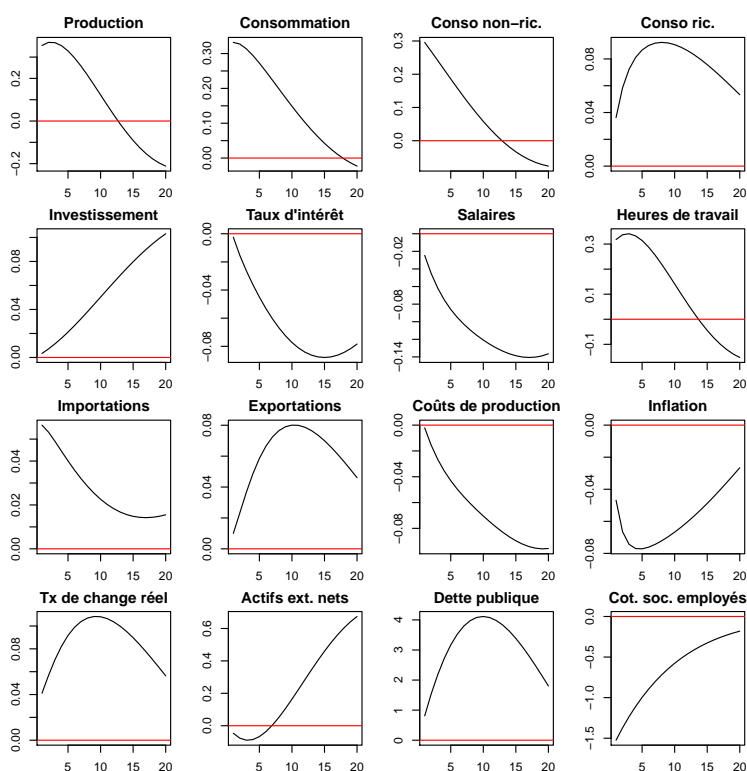 Production
−0.2 0.0 0.2
5 10 15 20
Consommation
0.00 0.10 0.20 0.30
5 10 15 20
Conso non−ric.
0.0 0.1 0.2 0.3
5 10 15 20
Conso ric.
0.00 0.04 0.08
5 10 15 20
Investissement
0.00 0.04 0.08
5 10 15 20
Taux d'intérêt
−0.08 −0.04 0.00
5 10 15 20
Salaires
−0.14 −0.08 −0.02
5 10 15 20
Heures de travail
−0.1 0.1 0.3
5 10 15 20
Importations
0.00 0.02 0.04
5 10 15 20
Exportations
0.00 0.04 0.08
5 10 15 20
Coûts de production
−0.08 −0.04 0.00
5 10 15 20
Inflation
−0.08 −0.04 0.00
5 10 15 20
Tx de change réel
0.00 0.04 0.08
5 10 15 20
Actifs ext. nets
0.0 0.2 0.4 0.6
5 10 15 20
Dette publique
0 1 2 3 4
5 10 15 20
Cot. soc. employés
−1.5 −1.0 −0.5 0.0
5 10 15 20